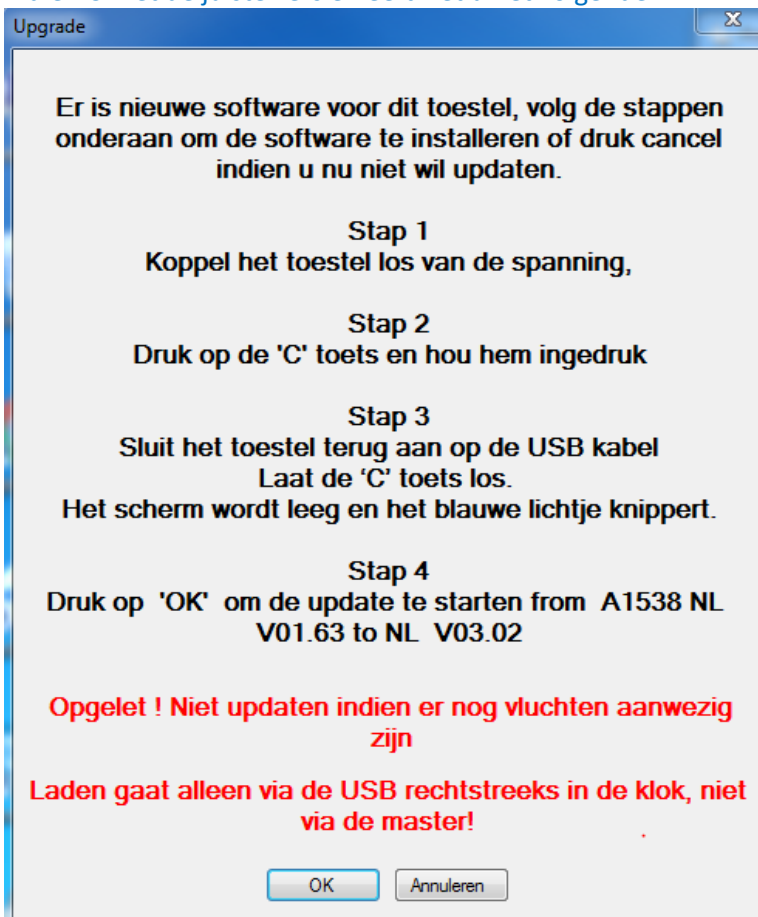 Upgrade
Er is nieuwe software voor dit toestel, volg de stappen
onderaan om de software te installeren of druk cancel
indien u nu niet wil updaten.
Stap 1
Koppel het toestel los van de spanning,
Stap 2
Druk op de 'C' toets en hou hem ingedruk
Stap 3
Sluit het toestel terug aan op de USB kabel
Laat de ‘C’ toets los.
Het scherm wordt leeg en het blauwe lichtje knippert.
Stap 4
Druk op 'OK' om de update te starten from A1538 NL
V01.63 to NL V03.02
Opgelet ! Niet updaten indien er nog vluchten aanwezig
zijn
Laden gaat alleen via de USB rechtstreeks in de klok, niet
via de master!
OK
Annuleren